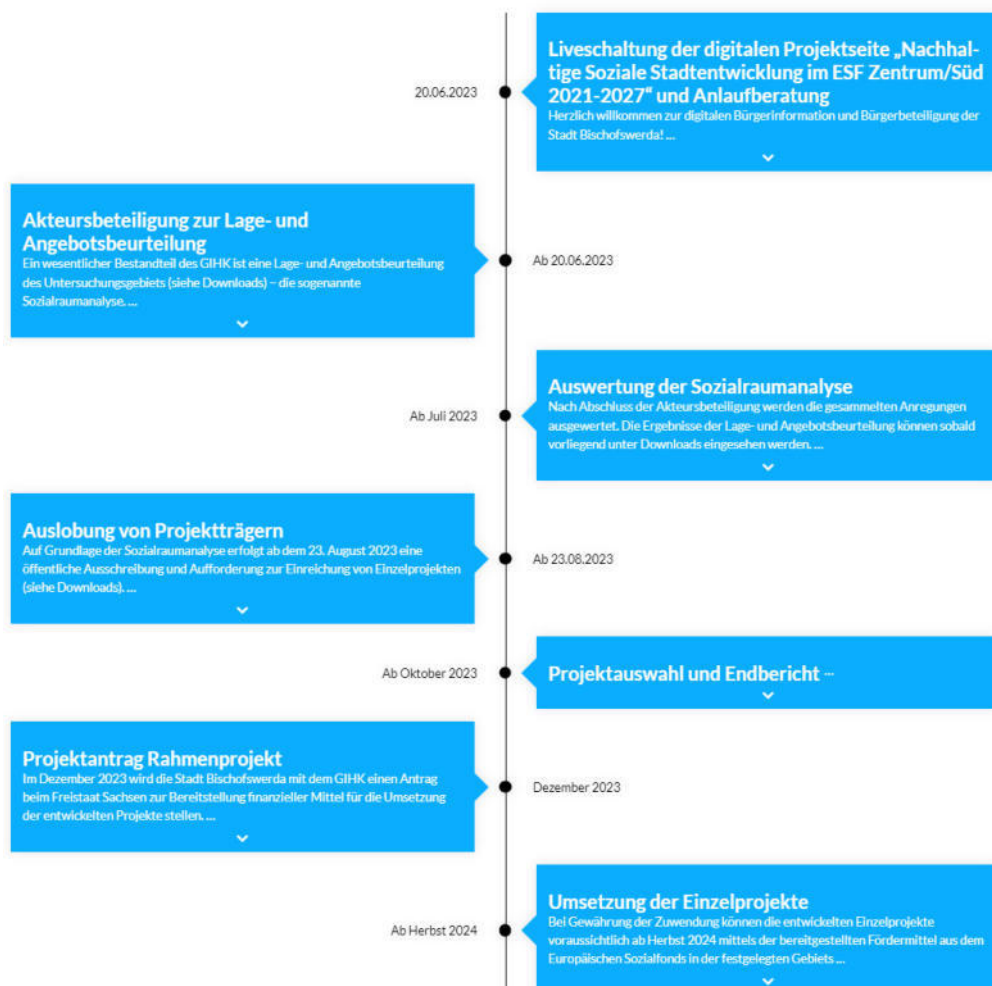 20.06.2023
Liveschaltung der digitalen Projektseite „Nachhal-
tige Soziale Stadtentwicklung im ESF Zentrum/Süd
2021-2027“ und Anlaufberatung
Herzlich willkommen zur digitalen Bürgerinformation und Bürgerbeteiligung der
Stadt Bischofswerda! ...
Akteursbeteiligung zur Lage- und
Angebotsbeurteilung
Ein wesentlicher Bestandteil des GIHK ist eine Lage- und Angebotsbeurteilung
des Untersuchungsgebiets (siehe Downloads) – die sogenannte
Sozialraumanalyse. ...
Ab 20.06.2023
Ab Juli 2023
Auswertung der Sozialraumanalyse
Nach Abschluss der Akteursbeteiligung werden die gesammelten Anregungen
ausgewertet. Die Ergebnisse der Lage- und Angebotsbeurteilung können sobald
vorliegend unter Downloads eingesehen werden. ...
Auslobung von Projektträgern
Auf Grundlage der Sozialraumanalyse erfolgt ab dem 23. August 2023 eine
öffentliche Ausschreibung und Aufforderung zur Einreichung von Einzelprojekten
(siehe Downloads). ...
Ab 23.08.2023
Ab Oktober 2023
Projektauswahl und Endbericht ...
Projektantrag Rahmenprojekt
Im Dezember 2023 wird die Stadt Bischofswerda mit dem GIHK einen Antrag
beim Freistaat Sachsen zur Bereitstellung finanzieller Mittel für die Umsetzung
der entwickelten Projekte stellen. ...
Dezember 2023
Ab Herbst 2024
Umsetzung der Einzelprojekte
Bei Gewährung der Zuwendung können die entwickelten Einzelprojekte
voraussichtlich ab Herbst 2024 mittels der bereitgestellten Fördermittel aus dem
Europäischen Sozialfonds in der festgelegten Gebiets ...